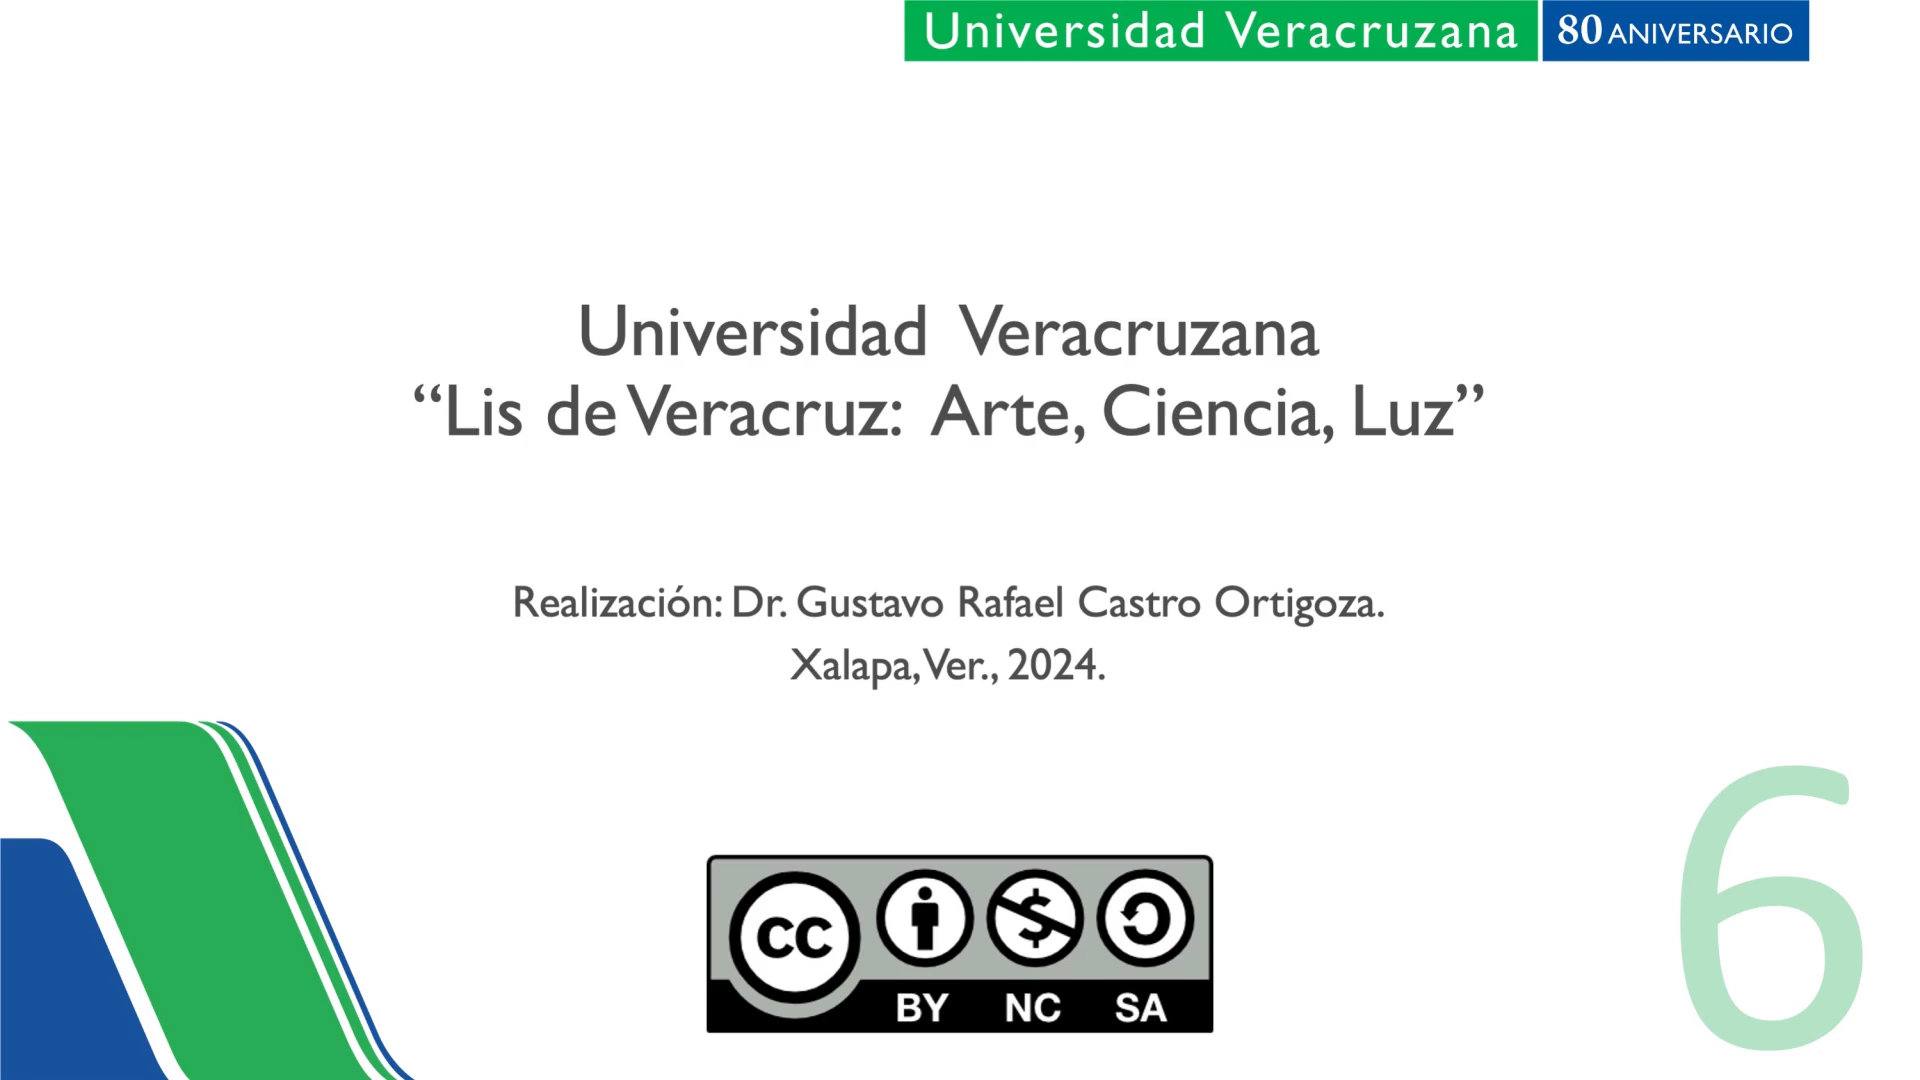 Universidad Veracruzana 80 ANIVERSARIO
Universidad Veracruzana
“Lis de Veracruz: Arte, Ciencia, Luz”
Realización: Dr. Gustavo Rafael Castro Ortigoza.
Xalapa, Ver., 2024.
6
cc
BY NC SA